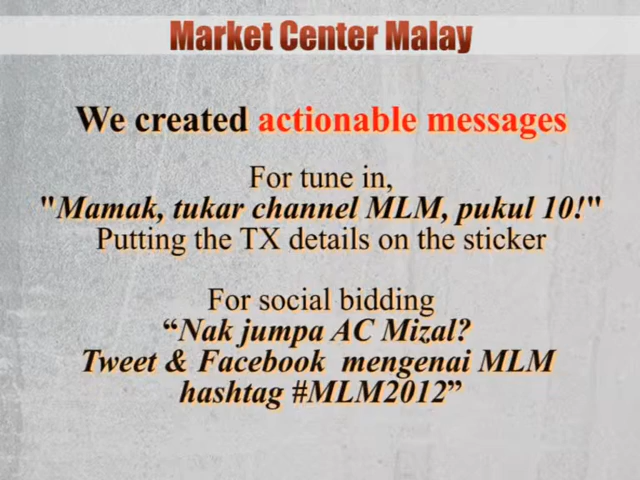 Market Center Malay
We created actionable messages
For tune in,
"Mamak, tukar channel MLM, pukul 10!"
Putting the TX details on the sticker
For social bidding
“Nak jumpa AC Mizal?
Tweet & Facebook mengenai MLM
hashtag #MLM2012”